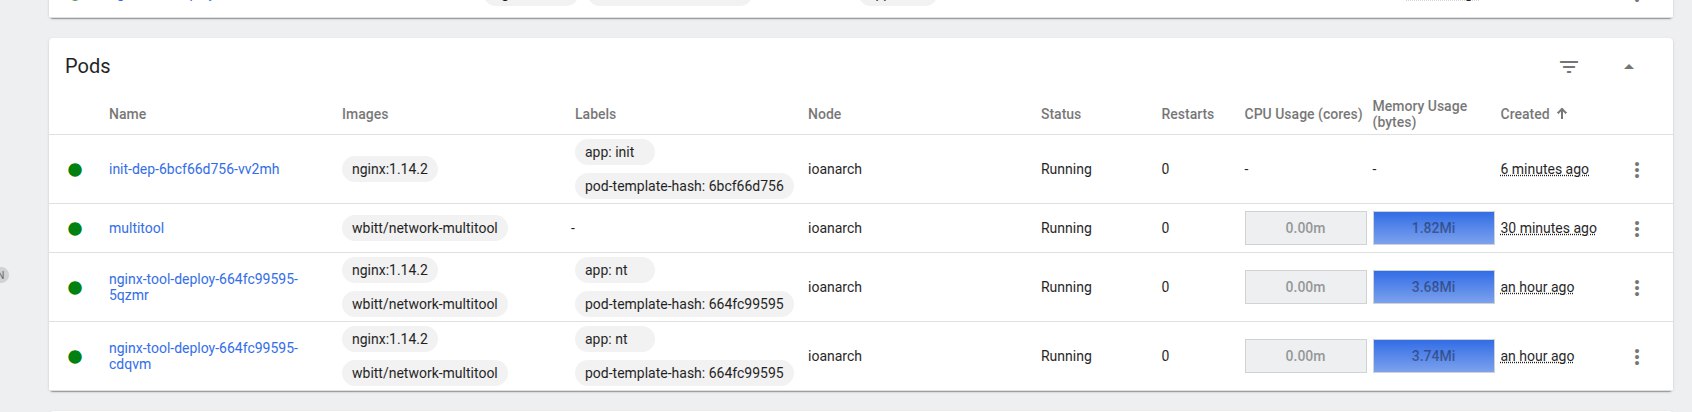 Pods
Name Images Labels Node Status Restarts CPU Usage (cores) Memory Usage (bytes) Created
init-dep-6bcf66d756-vv2mh nginx:1.14.2 app: init ioanarch Running 0 - - 6 minutes ago
pod-template-hash: 6bcf66d756
multitool wbitt/network-multitool - ioanarch Running 0 0.00m 1.82Mi 30 minutes ago
nginx-tool-deploy-664fc99595-5qzmr nginx:1.14.2 app: nt ioanarch Running 0 0.00m 3.68Mi an hour ago
wbitt/network-multitool pod-template-hash: 664fc99595
nginx-tool-deploy-664fc99595-cdqvm nginx:1.14.2 app: nt ioanarch Running 0 0.00m 3.74Mi an hour ago
wbitt/network-multitool pod-template-hash: 664fc99595
N